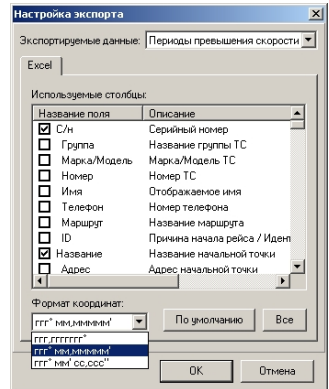 Настройка экспорта
Экспортируемые данные: Периоды превышения скорости
Excel
Используемые столбцы:
Название поля Описание
С/н Серийный номер
Группа Название группы ТС
Марка/Модель Марка/Модель ТС
Номер Номер ТС
Имя Отображаемое имя
Телефон Номер телефона
Маршрут Название маршрута
ID Причина начала рейса / Идент
Название Название начальной точки
Адрес Адрес начальной точки
Формат координат:
ггг° мм,мммммм' По умолчанию Все
ггг,ггггггг°
ггг° мм,мммммм'
ггг° мм' сс,ссс"
OK Отмена